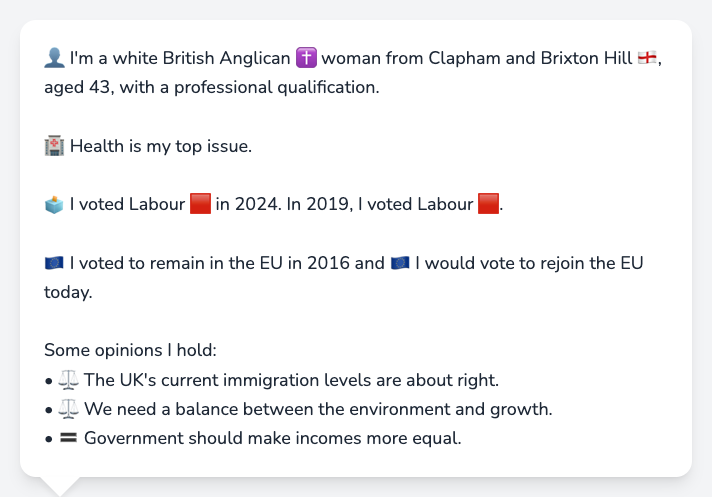 👤 I'm a white British Anglican ✝️ woman from Clapham and Brixton Hill 🏴󠁧󠁢󠁥󠁮󠁧󠁿,
aged 43, with a professional qualification.
🏥 Health is my top issue.
🗳️ I voted Labour 🟥 in 2024. In 2019, I voted Labour 🟥.
🇪🇺 I voted to remain in the EU in 2016 and 🇪🇺 I would vote to rejoin the EU
today.
Some opinions I hold:
• ⚖️ The UK's current immigration levels are about right.
• ⚖️ We need a balance between the environment and growth.
• 🟰 Government should make incomes more equal.